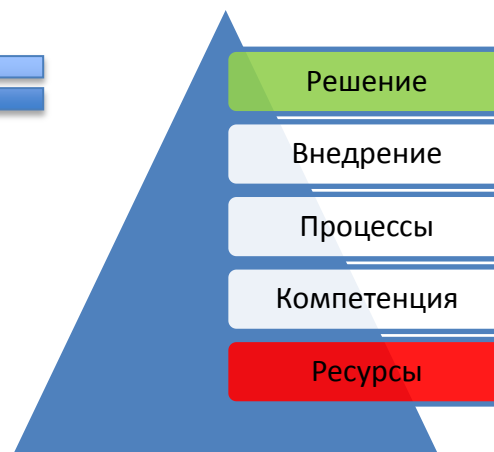 Решение
Внедрение
Процессы
Компетенция
Ресурсы